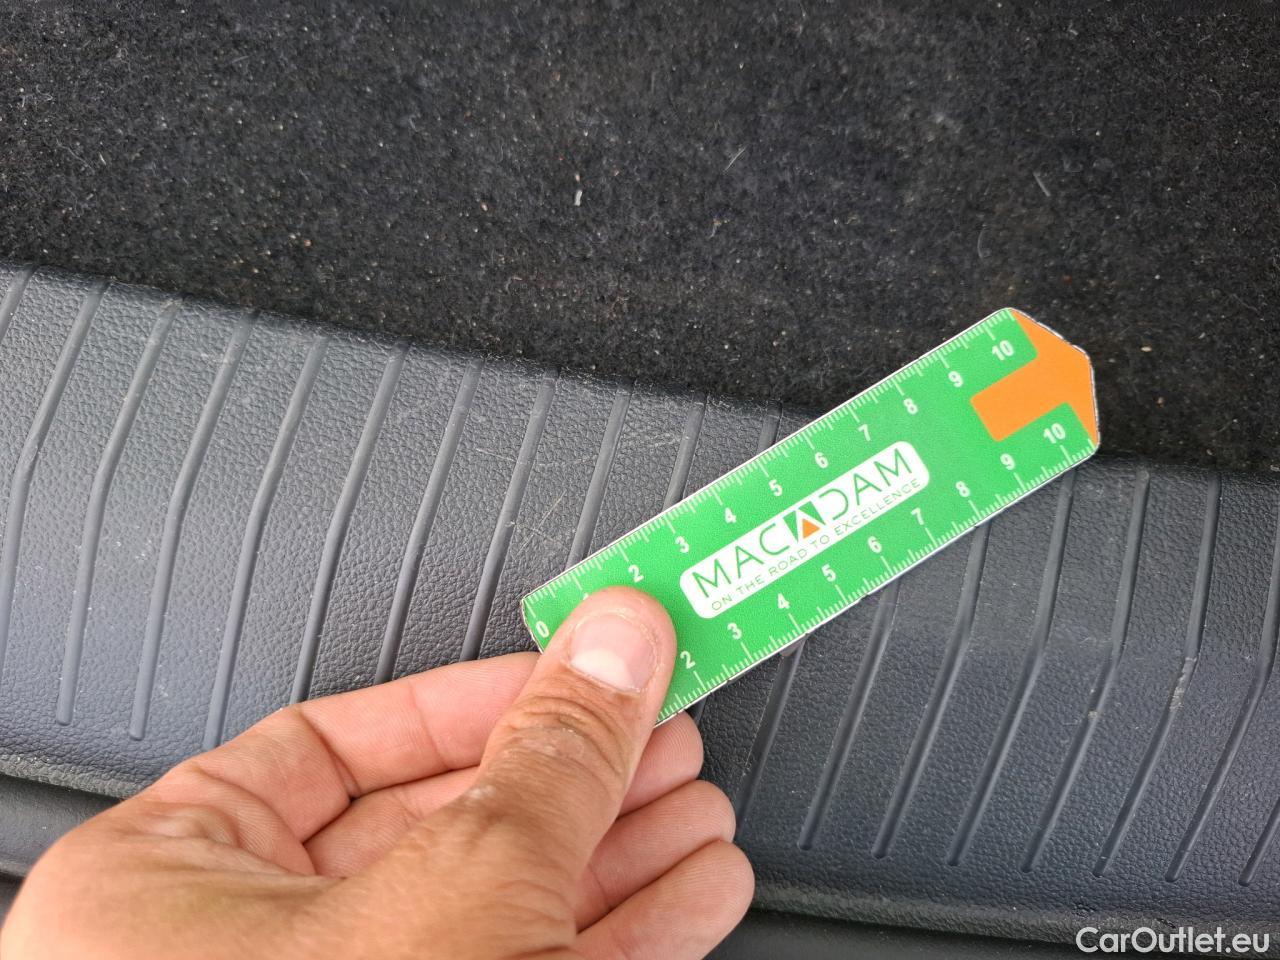 0 1 2 3 4 5 6 7 8 9 10
MACADAM
ON THE ROAD TO EXCELLENCE
2 3 4 5 6 7 8 9 10
CarOutlet.eu